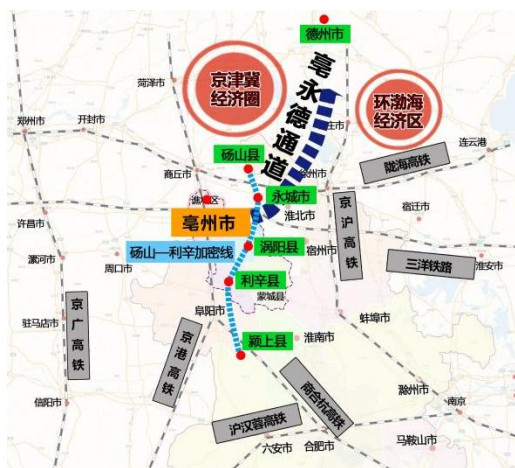 德州市
京津冀
经济圈
亳永德通道
环渤海
经济区
菏泽市
郑州市
开封市
连云港
陇海高铁
砀山县
商丘市
永城市
淮北市
宿迁市
京沪高铁
许昌市
亳州市
砀山—利辛加密线
涡阳县
宿州市
三洋铁路
淮安市
漯河市
周口市
利辛县
蒙城县
京广高铁
驻马店市
阜阳市
京港高铁
颍上县
淮南市
蚌埠市
商合杭高铁
滁州市
南京
信阳市
沪汉蓉高铁
六安市
合肥市
马鞍山市